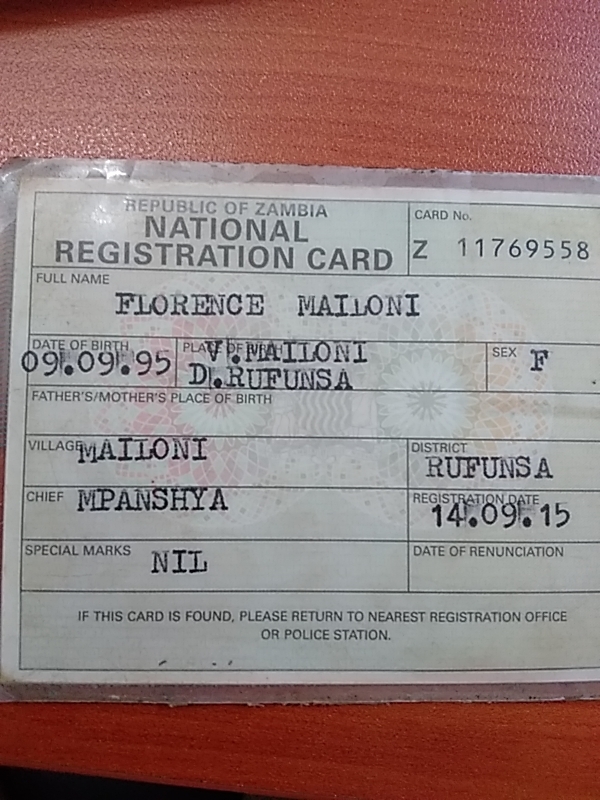 REPUBLIC OF ZAMBIA
NATIONAL
REGISTRATION CARD
CARD No.
Z 11769558
FULL NAME
FLORENCE MAILONI
DATE OF BIRTH
09.09.95
PLACE OF
V.MAILONI
D.RUFUNSA
SEX F
FATHER'S/MOTHER'S PLACE OF BIRTH
VILLAGE MAILONI
DISTRICT
RUFUNSA
CHIEF MPANSHYA
REGISTRATION DATE
14.09.15
SPECIAL MARKS NIL
DATE OF RENUNCIATION
IF THIS CARD IS FOUND, PLEASE RETURN TO NEAREST REGISTRATION OFFICE
OR POLICE STATION.